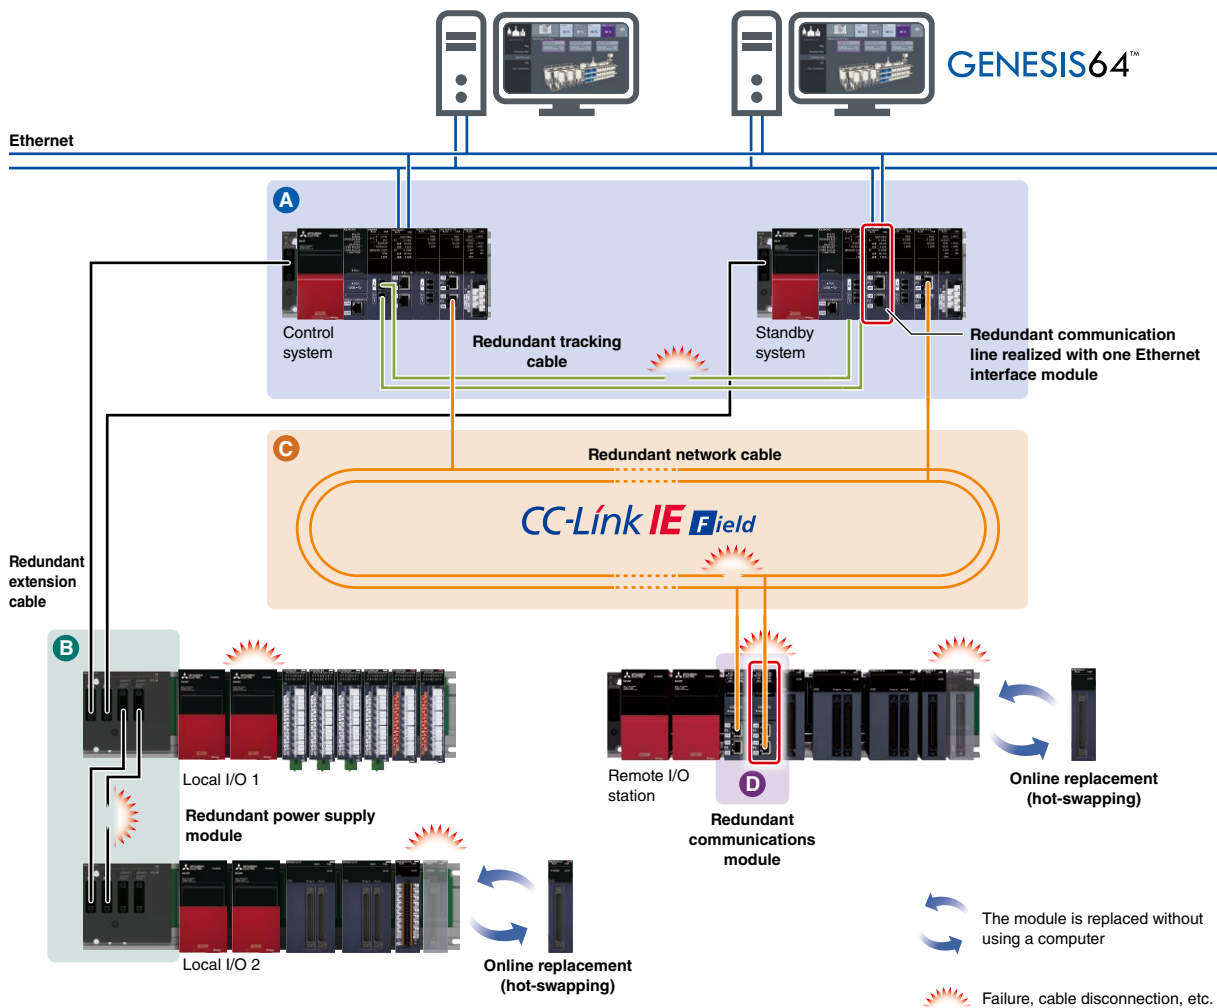 GENESIS64™
Ethernet
A
Control
system
Redundant tracking
cable
Standby
system
Redundant communication
line realized with one Ethernet
interface module
C
Redundant network cable
CC-Link IE Field
Redundant
extension
cable
B
Local I/O 1
Redundant power supply
module
Local I/O 2
Online replacement
(hot-swapping)
Remote I/O
station
D
Redundant
communications
module
Online replacement
(hot-swapping)
The module is replaced without
using a computer
Failure, cable disconnection, etc.